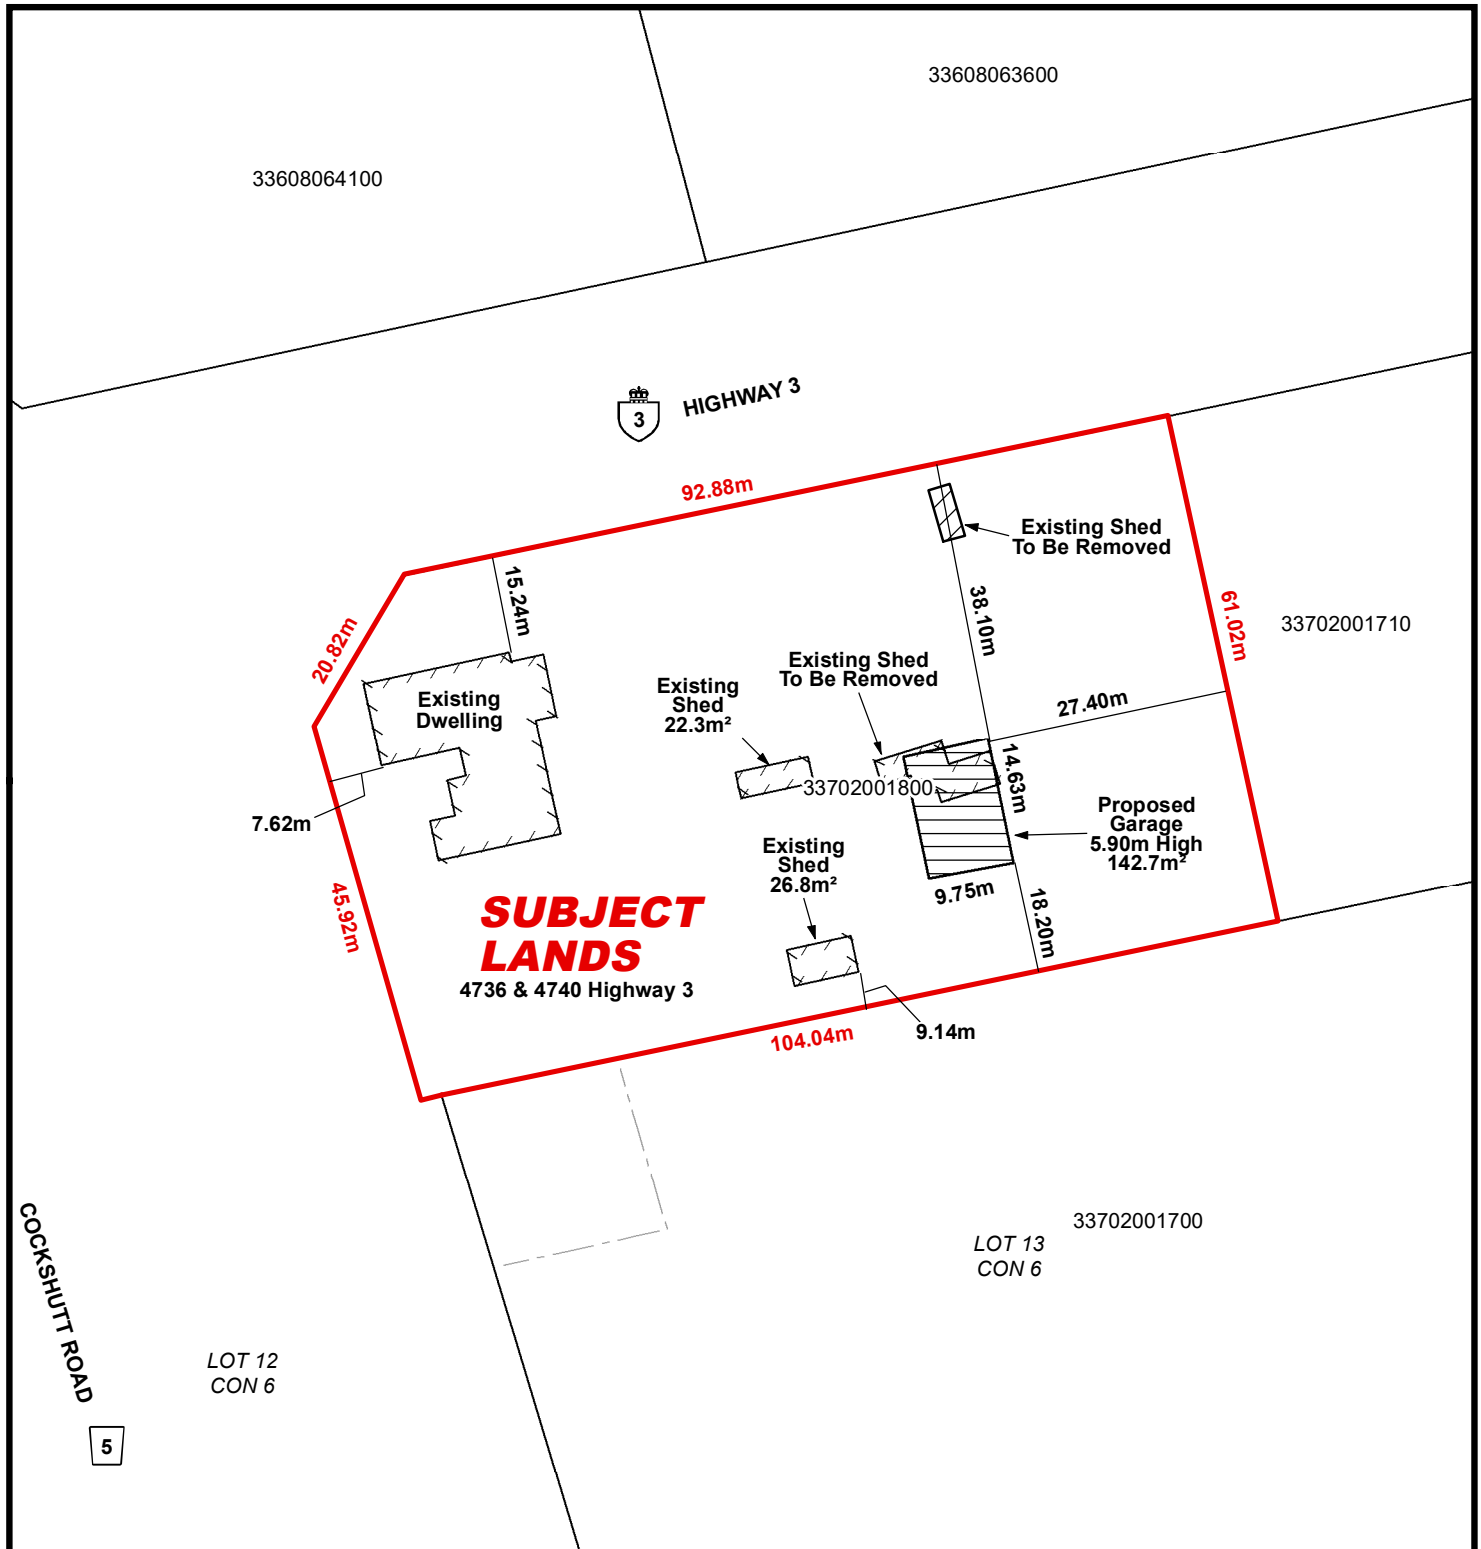 33608063600
33608064100
3
HIGHWAY 3
92.88m
Existing Shed
To Be Removed
15.24m
38.10m
61.02m
20.82m
33702001710
Existing Shed
To Be Removed
Existing
Shed
22.3m²
Existing
Dwelling
27.40m
14.63m
33702001800
7.62m
Proposed
Garage
5.90m High
142.7m²
Existing
Shed
26.8m²
9.75m
18.20m
45.92m
SUBJECT
LANDS
4736 & 4740 Highway 3
9.14m
104.04m
33702001700
LOT 13
CON 6
COCKSHUTT ROAD
LOT 12
CON 6
5